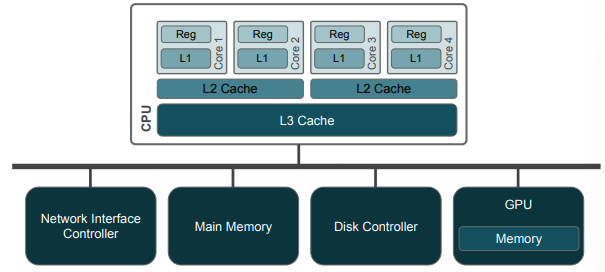 Reg
L1
Core 1
Reg
L1
Core 2
Reg
L1
Core 3
Reg
L1
Core 4
L2 Cache
L2 Cache
L3 Cache
CPU
Network Interface
Controller
Main Memory
Disk Controller
GPU
Memory